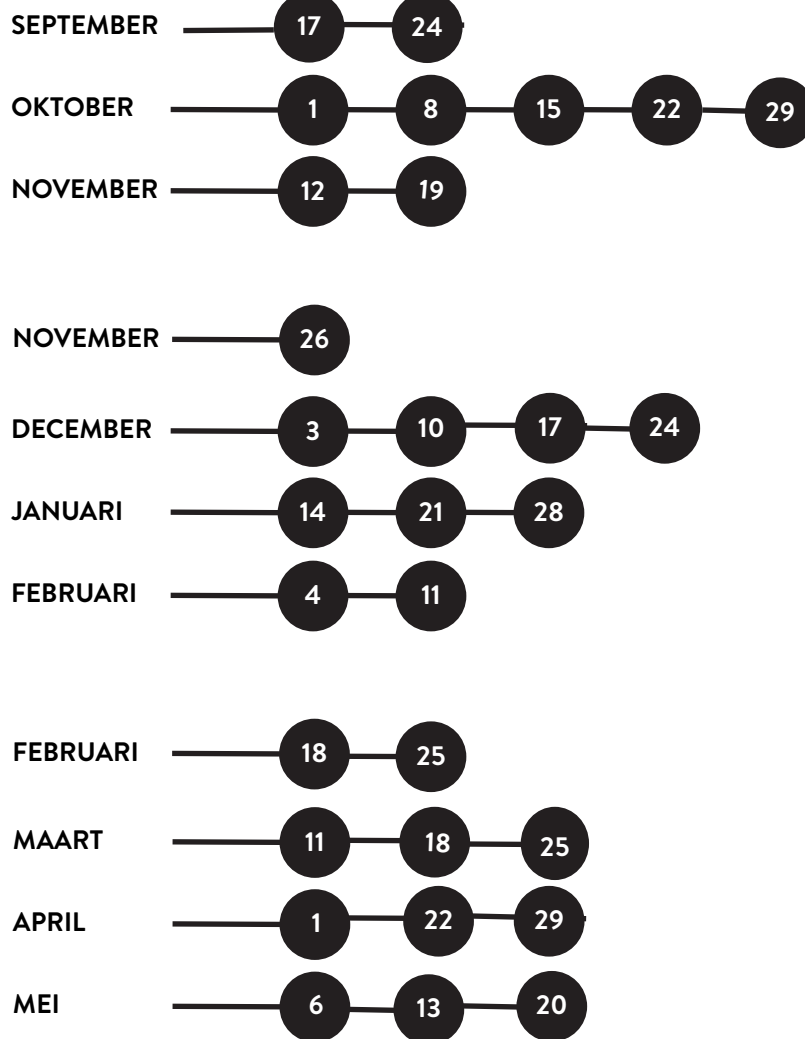 SEPTEMBER 17 24
OKTOBER 1 8 15 22 29
NOVEMBER 12 19
NOVEMBER 26
DECEMBER 3 10 17 24
JANUARI 14 21 28
FEBRUARI 4 11
FEBRUARI 18 25
MAART 11 18 25
APRIL 1 22 29
MEI 6 13 20